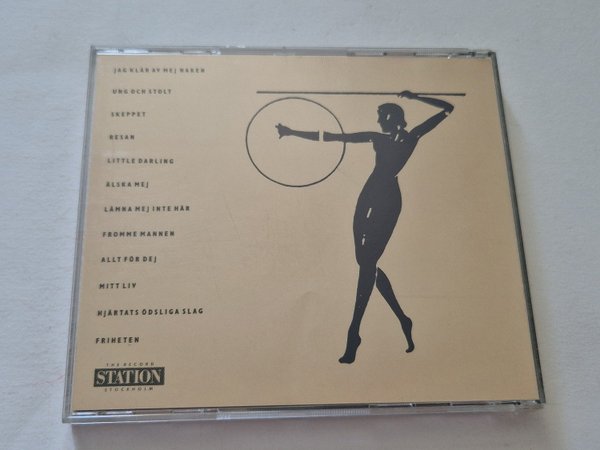 JAG KLÄR AV MEJ NAKEN
UNG OCH STOLT
SKEPPET
RESAN
LITTLE DARLING
ÄLSKA MEJ
LÄMNA MEJ INTE HÄR
FROMME MANNEN
ALLT FÖR DEJ
MITT LIV
HJÄRTATS ÖDSLIGA SLAG
FRIHETEN
THE RECORD
STATION
STOCKHOLM